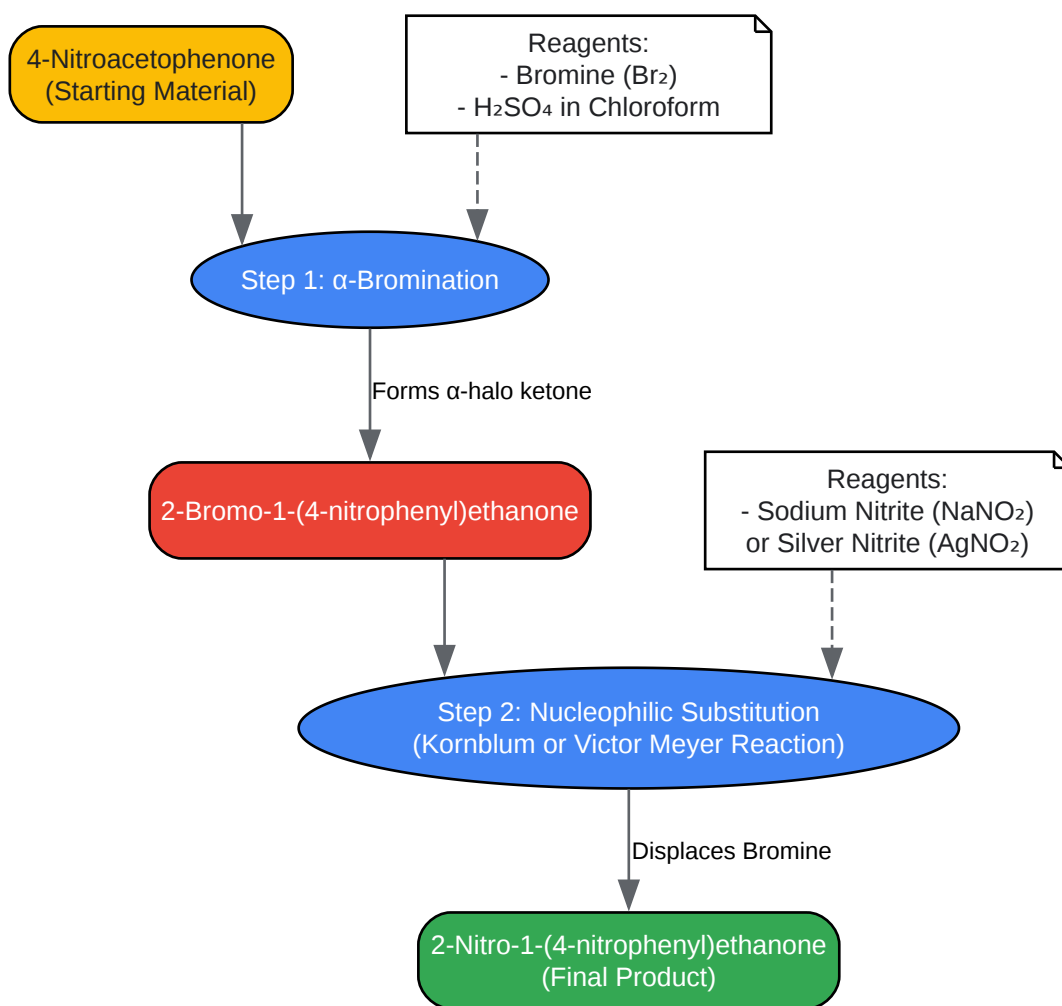 4-Nitroacetophenone
(Starting Material)
Reagents:
- Bromine (Br₂)
- H₂SO₄ in Chloroform
Step 1: α-Bromination
Forms α-halo ketone
2-Bromo-1-(4-nitrophenyl)ethanone
Reagents:
- Sodium Nitrite (NaNO₂)
or Silver Nitrite (AgNO₂)
Step 2: Nucleophilic Substitution
(Kornblum or Victor Meyer Reaction)
Displaces Bromine
2-Nitro-1-(4-nitrophenyl)ethanone
(Final Product)